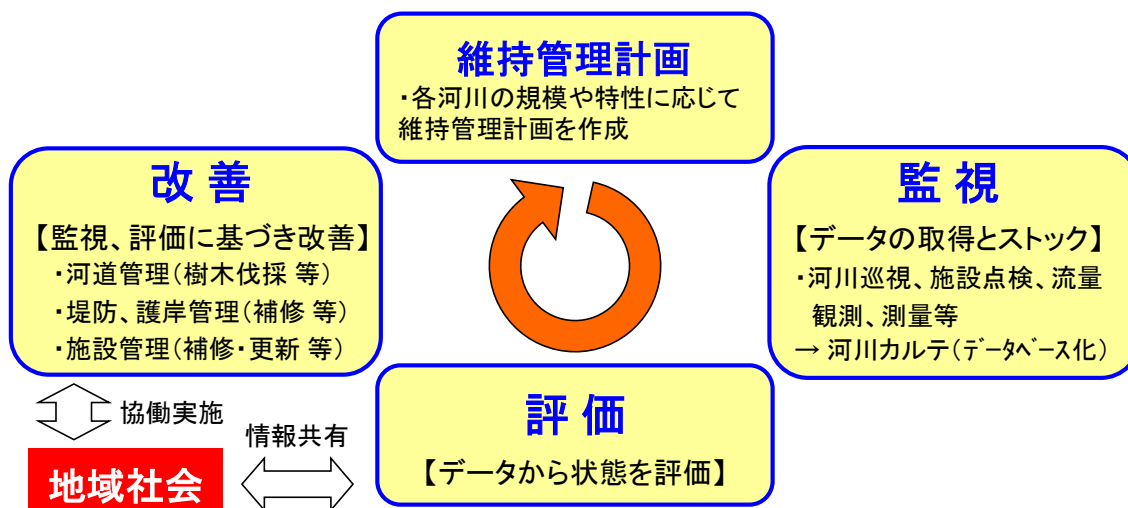 維持管理計画
・各河川の規模や特性に応じて
維持管理計画を作成
改 善
【監視、評価に基づき改善】
・河道管理(樹木伐採 等)
・堤防、護岸管理(補修 等)
・施設管理(補修・更新 等)
監 視
【データの取得とストック】
・河川巡視、施設点検、流量
観測、測量等
→ 河川カルテ(ﾃﾞｰﾀﾍﾞｰｽ化)
評 価
【データから状態を評価】
協働実施
情報共有
地域社会